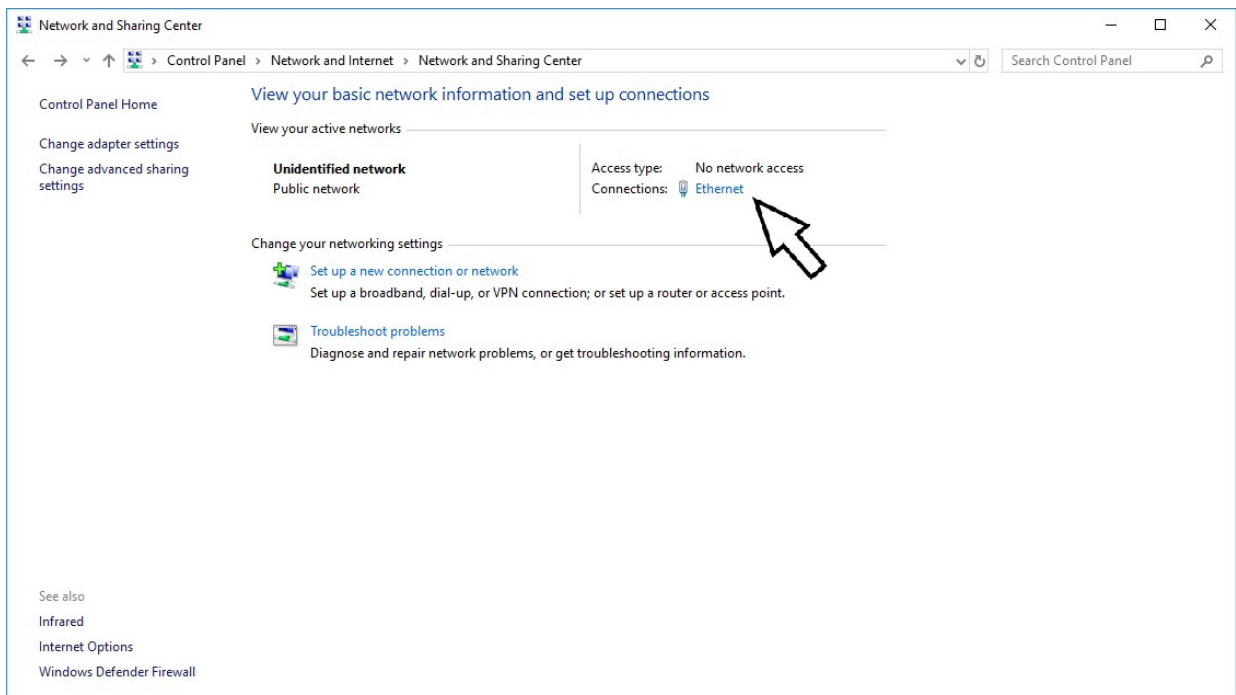 Network and Sharing Center
Control Panel > Network and Internet > Network and Sharing Center
Search Control Panel
Control Panel Home
Change adapter settings
Change advanced sharing
settings
View your basic network information and set up connections
View your active networks
Unidentified network
Public network
Access type: No network access
Connections: Ethernet
Change your networking settings
Set up a new connection or network
Set up a broadband, dial-up, or VPN connection; or set up a router or access point.
Troubleshoot problems
Diagnose and repair network problems, or get troubleshooting information.
See also
Infrared
Internet Options
Windows Defender Firewall